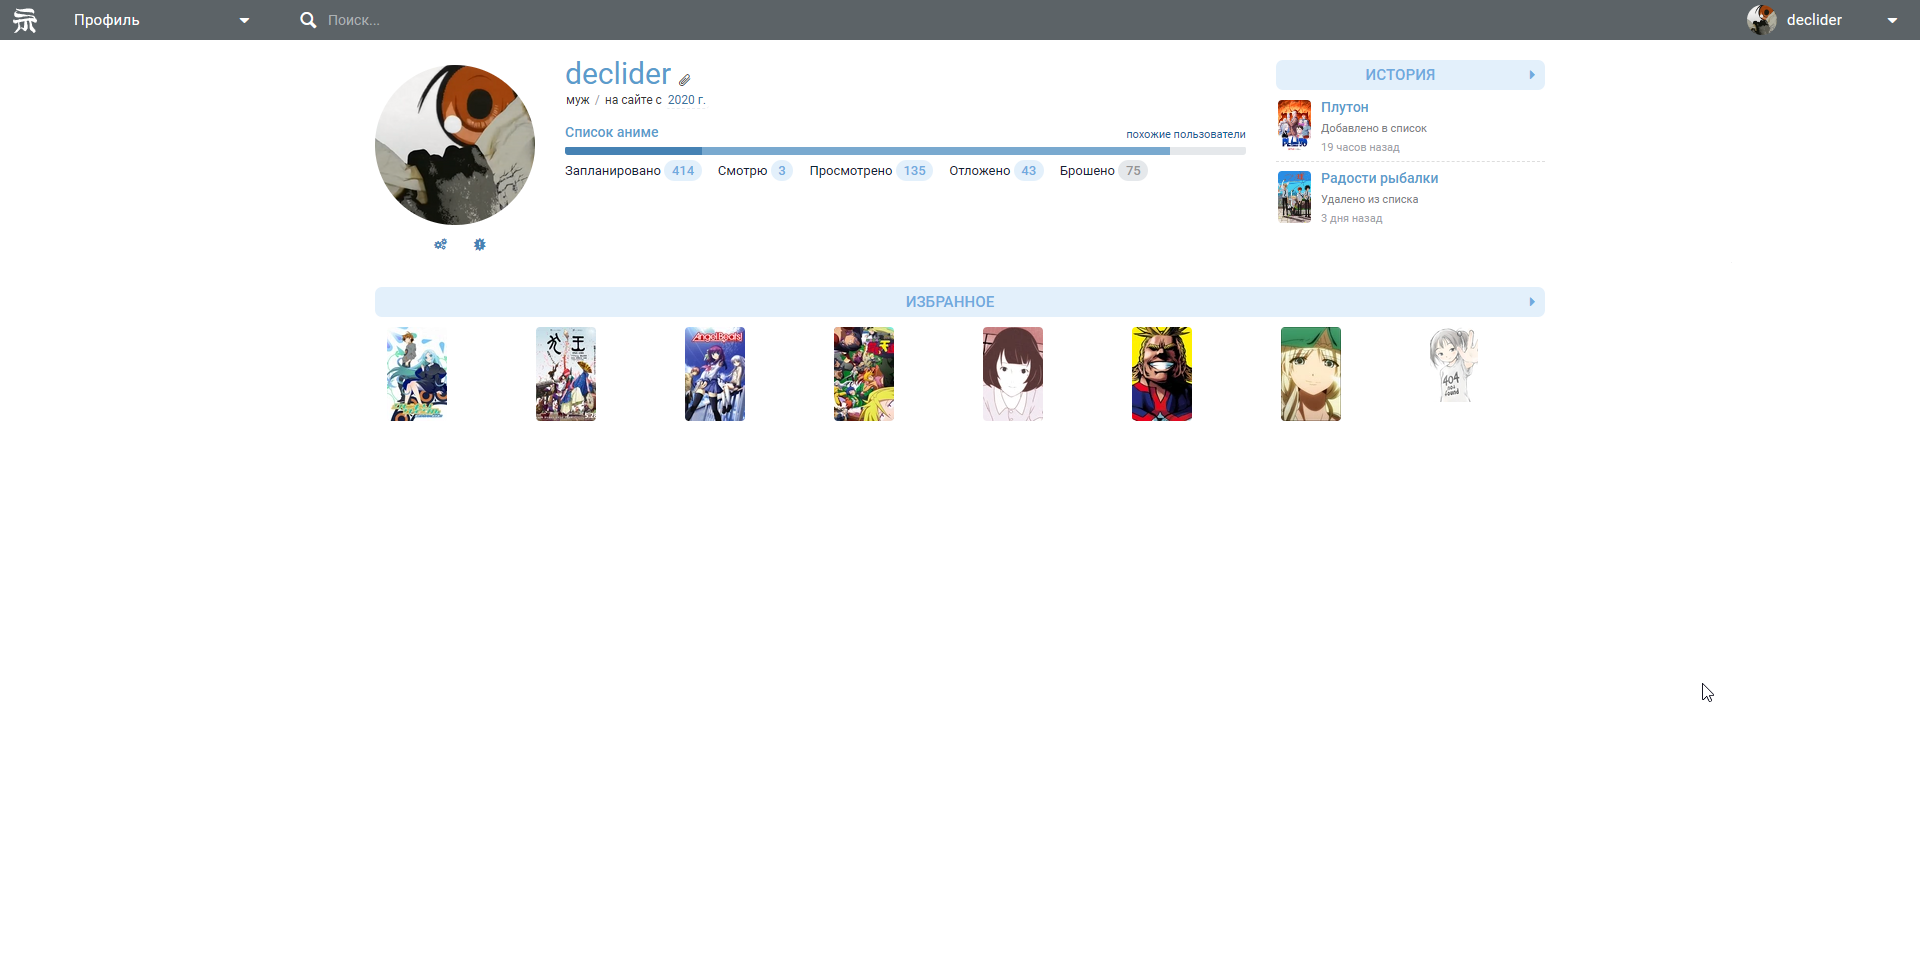 Профиль
Поиск...
declider
declider
муж / на сайте с 2020 г.
Список аниме
похожие пользователи
Запланировано 414 Смотрю 3 Просмотрено 135 Отложено 43 Брошено 75
ИСТОРИЯ
Плутон
Добавлено в список
19 часов назад
Радости рыбалки
Удалено из списка
3 дня назад
ИЗБРАННОЕ
犬王
Angel Beats!
404
not
found